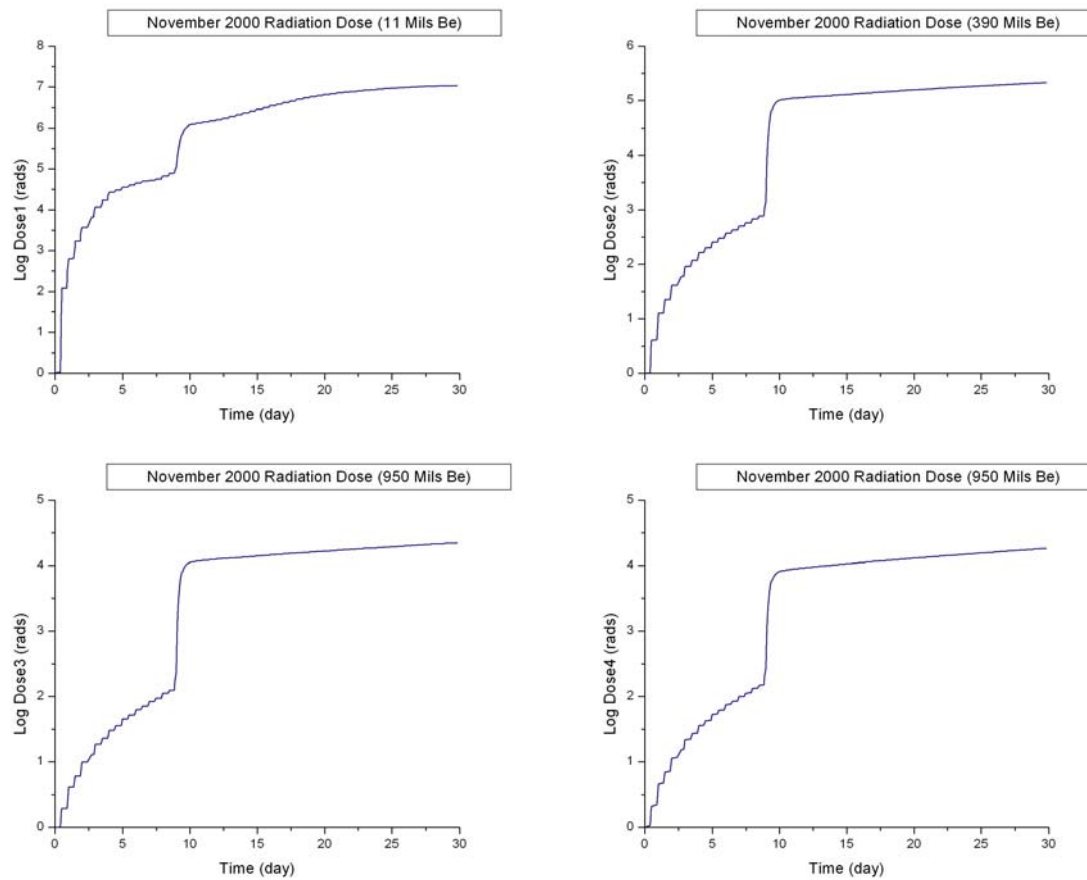 November 2000 Radiation Dose (11 Mils Be)
8
7
6
5
4
3
2
1
0
Log Dose1 (rads)
0 5 10 15 20 25 30
Time (day)
November 2000 Radiation Dose (390 Mils Be)
6
5
4
3
2
1
0
Log Dose2 (rads)
0 5 10 15 20 25 30
Time (day)
November 2000 Radiation Dose (950 Mils Be)
5
4
3
2
1
0
Log Dose3 (rads)
0 5 10 15 20 25 30
Time (day)
November 2000 Radiation Dose (950 Mils Be)
5
4
3
2
1
0
Log Dose4 (rads)
0 5 10 15 20 25 30
Time (day)